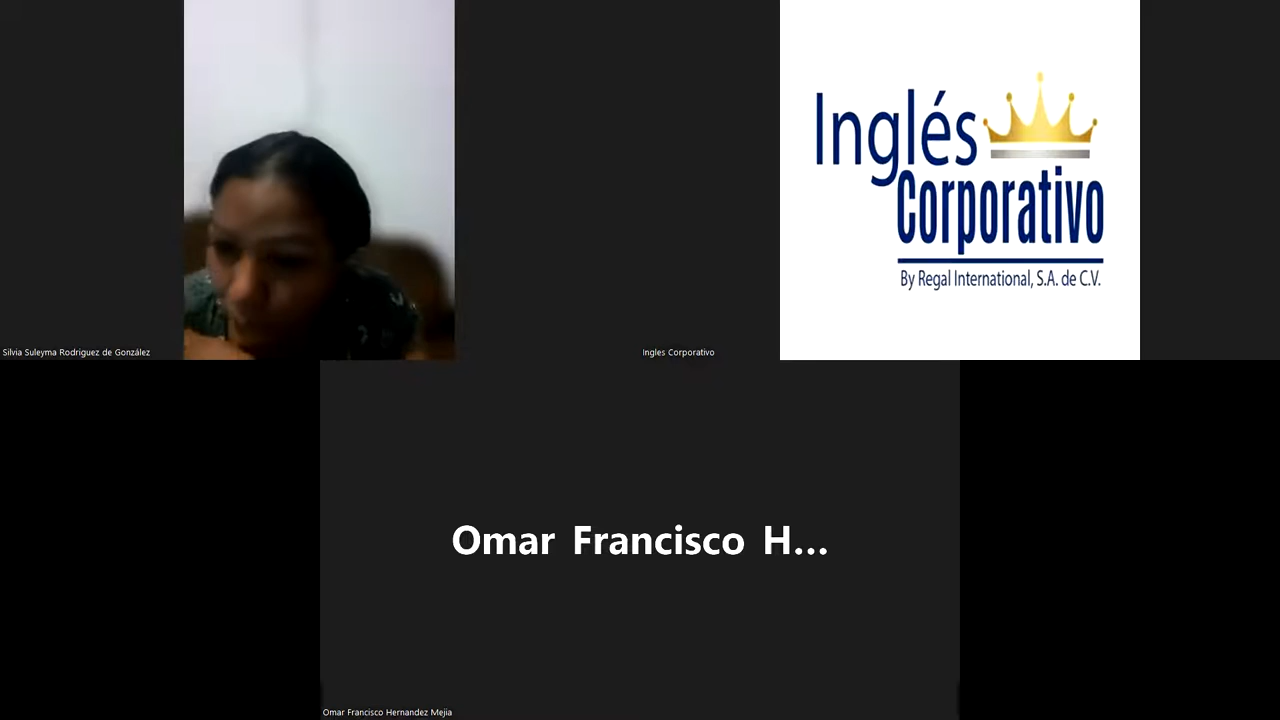 Inglés
Corporativo
By Regal International, S.A. de C.V.
Silvia Suleyma Rodriguez de González
Ingles Corporativo
Omar Francisco H...
Omar Francisco Hernandez Mejia